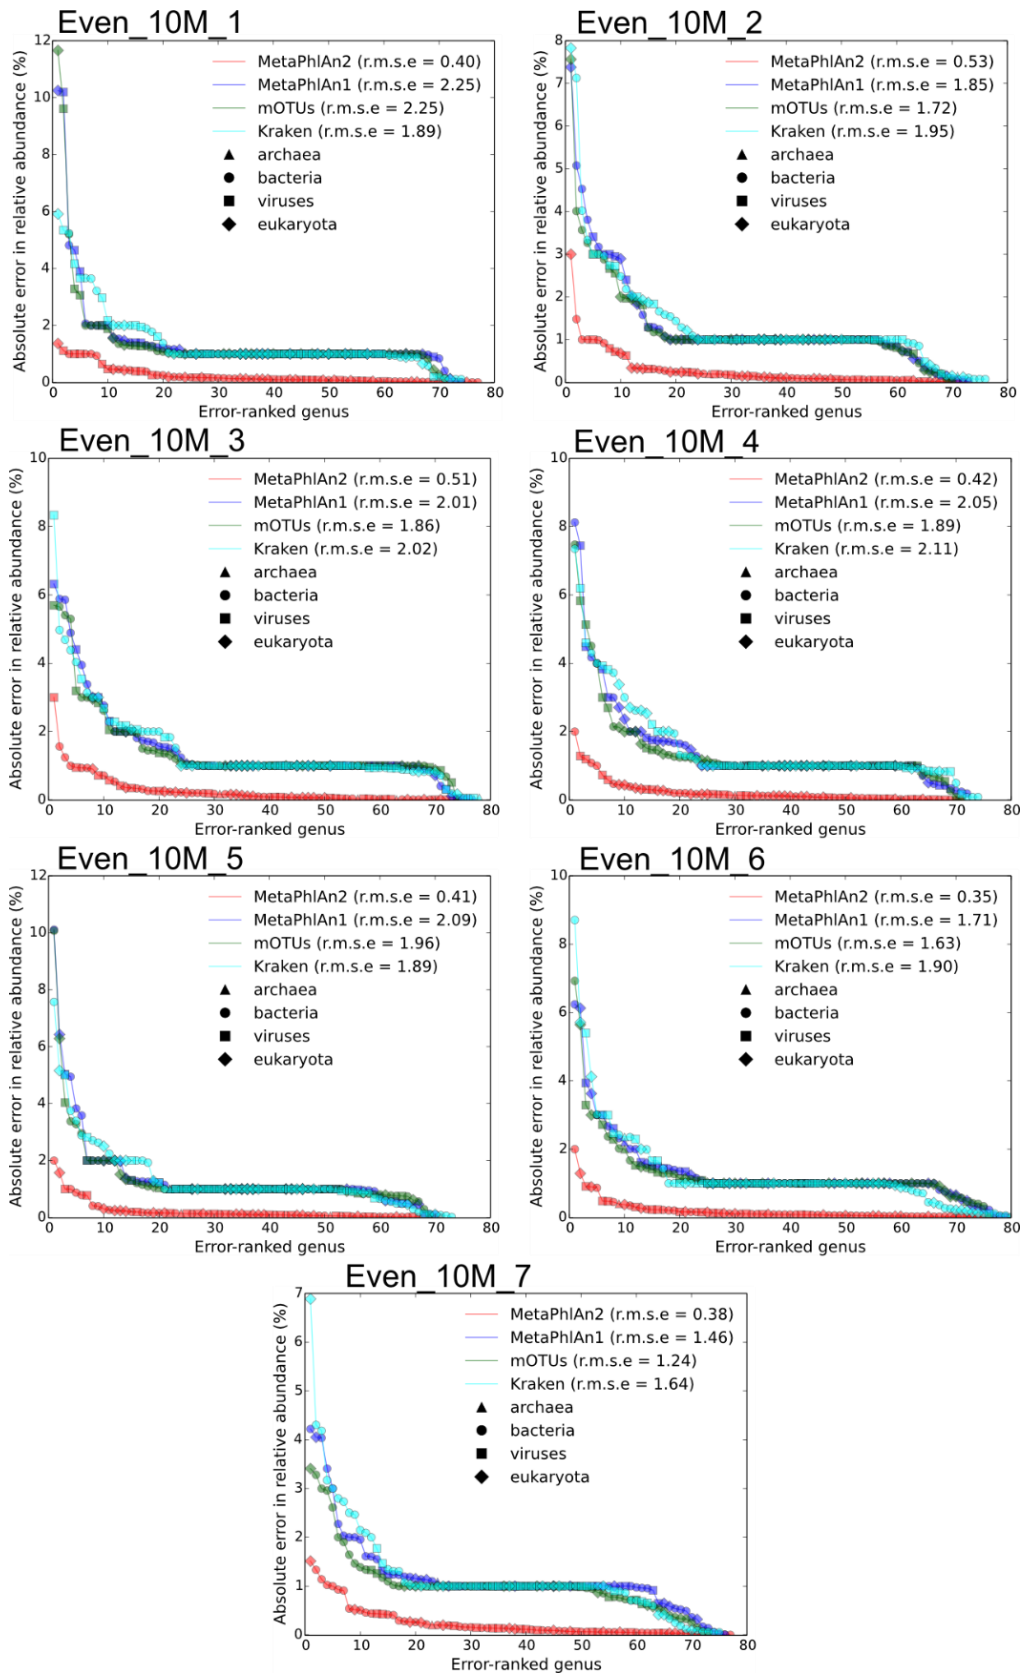 Even_10M_1
Absolute error in relative abundance (%)
12
10
8
6
4
2
0
MetaPhlAn2 (r.m.s.e = 0.40)
MetaPhlAn1 (r.m.s.e = 2.25)
mOTUs (r.m.s.e = 2.25)
Kraken (r.m.s.e = 1.89)
archaea
bacteria
viruses
eukaryota
0 10 20 30 40 50 60 70 80
Error-ranked genus
Even_10M_2
Absolute error in relative abundance (%)
8
7
6
5
4
3
2
1
0
MetaPhlAn2 (r.m.s.e = 0.53)
MetaPhlAn1 (r.m.s.e = 1.85)
mOTUs (r.m.s.e = 1.72)
Kraken (r.m.s.e = 1.95)
archaea
bacteria
viruses
eukaryota
0 10 20 30 40 50 60 70 80
Error-ranked genus
Even_10M_3
Absolute error in relative abundance (%)
10
8
6
4
2
0
MetaPhlAn2 (r.m.s.e = 0.51)
MetaPhlAn1 (r.m.s.e = 2.01)
mOTUs (r.m.s.e = 1.86)
Kraken (r.m.s.e = 2.02)
archaea
bacteria
viruses
eukaryota
0 10 20 30 40 50 60 70 80
Error-ranked genus
Even_10M_4
Absolute error in relative abundance (%)
10
8
6
4
2
0
MetaPhlAn2 (r.m.s.e = 0.42)
MetaPhlAn1 (r.m.s.e = 2.05)
mOTUs (r.m.s.e = 1.89)
Kraken (r.m.s.e = 2.11)
archaea
bacteria
viruses
eukaryota
0 10 20 30 40 50 60 70 80
Error-ranked genus
Even_10M_5
Absolute error in relative abundance (%)
12
10
8
6
4
2
0
MetaPhlAn2 (r.m.s.e = 0.41)
MetaPhlAn1 (r.m.s.e = 2.09)
mOTUs (r.m.s.e = 1.96)
Kraken (r.m.s.e = 1.89)
archaea
bacteria
viruses
eukaryota
0 10 20 30 40 50 60 70 80
Error-ranked genus
Even_10M_6
Absolute error in relative abundance (%)
10
8
6
4
2
0
MetaPhlAn2 (r.m.s.e = 0.35)
MetaPhlAn1 (r.m.s.e = 1.71)
mOTUs (r.m.s.e = 1.63)
Kraken (r.m.s.e = 1.90)
archaea
bacteria
viruses
eukaryota
0 10 20 30 40 50 60 70 80
Error-ranked genus
Even_10M_7
Absolute error in relative abundance (%)
7
6
5
4
3
2
1
0
MetaPhlAn2 (r.m.s.e = 0.38)
MetaPhlAn1 (r.m.s.e = 1.46)
mOTUs (r.m.s.e = 1.24)
Kraken (r.m.s.e = 1.64)
archaea
bacteria
viruses
eukaryota
0 10 20 30 40 50 60 70 80
Error-ranked genus